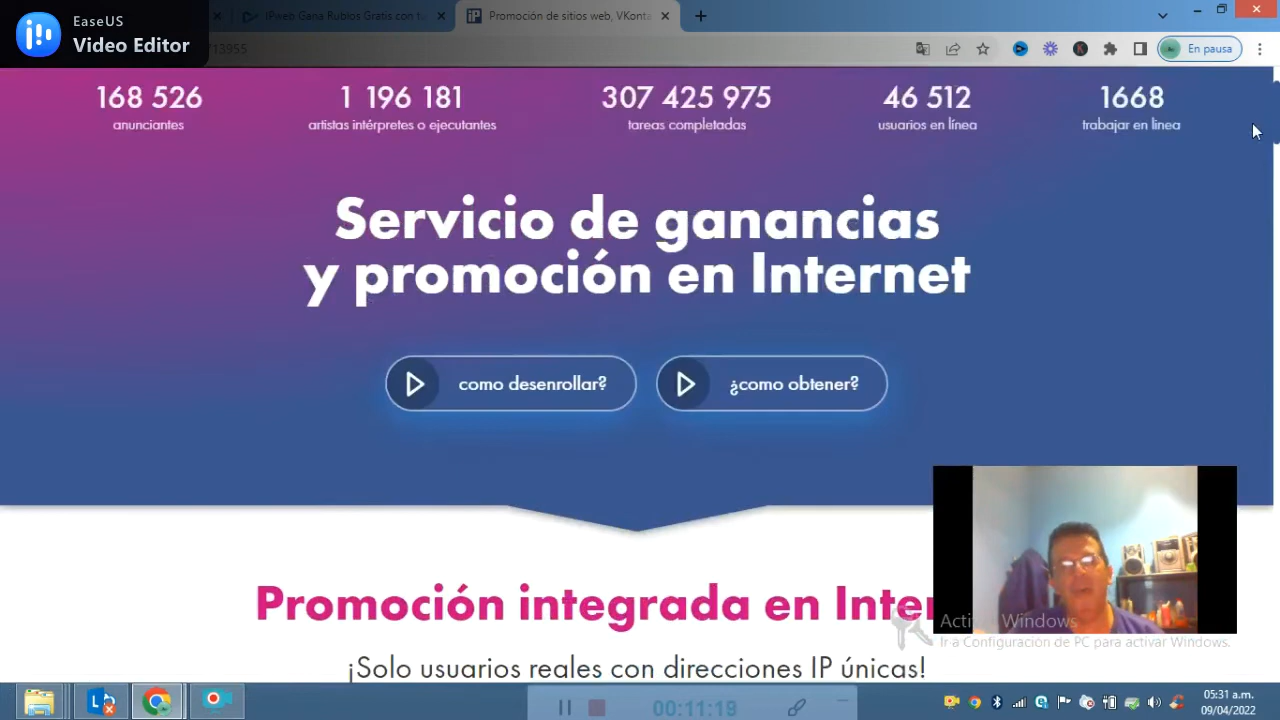 EaseUS
Video Editor
IPweb Gana Rublos Gratis con tu
Promoción de sitios web, VKonta
13955
En pausa
168 526
anunciantes
1 196 181
artistas intérpretes o ejecutantes
307 425 975
tareas completadas
46 512
usuarios en línea
1668
trabajar en linea
Servicio de ganancias
y promoción en Internet
como desenrollar?
¿como obtener?
Promoción integrada en Inter
¡Solo usuarios reales con direcciones IP únicas!
Windows
Ir a Configuración de PC para activar Windows.
00:11:19
05:31 a.m.
09/04/2022